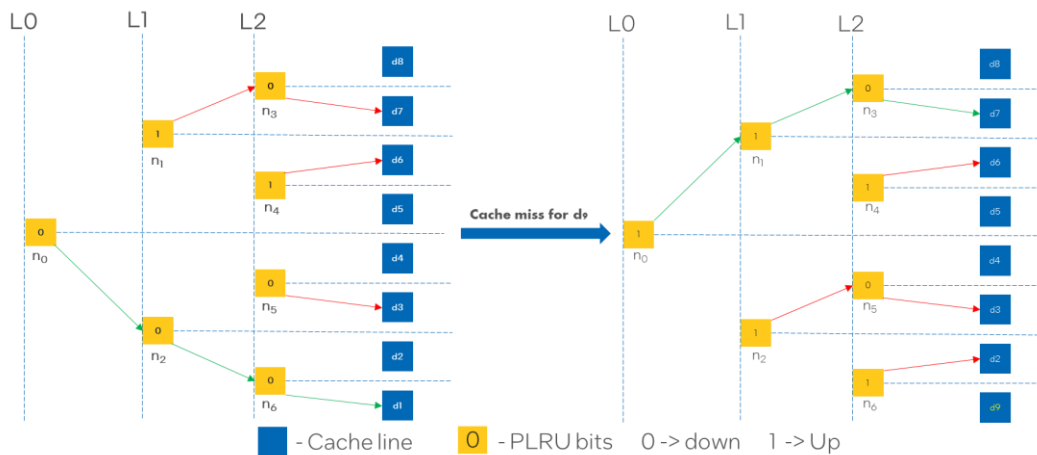 L0 L1 L2
d8
0
d7
n3
1
n1
d6
1
n4
d5
0
n0
d4
0
n5
d3
0
n2
d2
0
n6
d1
Cache miss for d9
L0 L1 L2
d8
0
d7
n3
1
n1
d6
1
n4
d5
1
n0
d4
0
n5
d3
1
n2
d2
1
n6
d9
- Cache line
0 - PLRU bits
0 -> down
1 -> Up